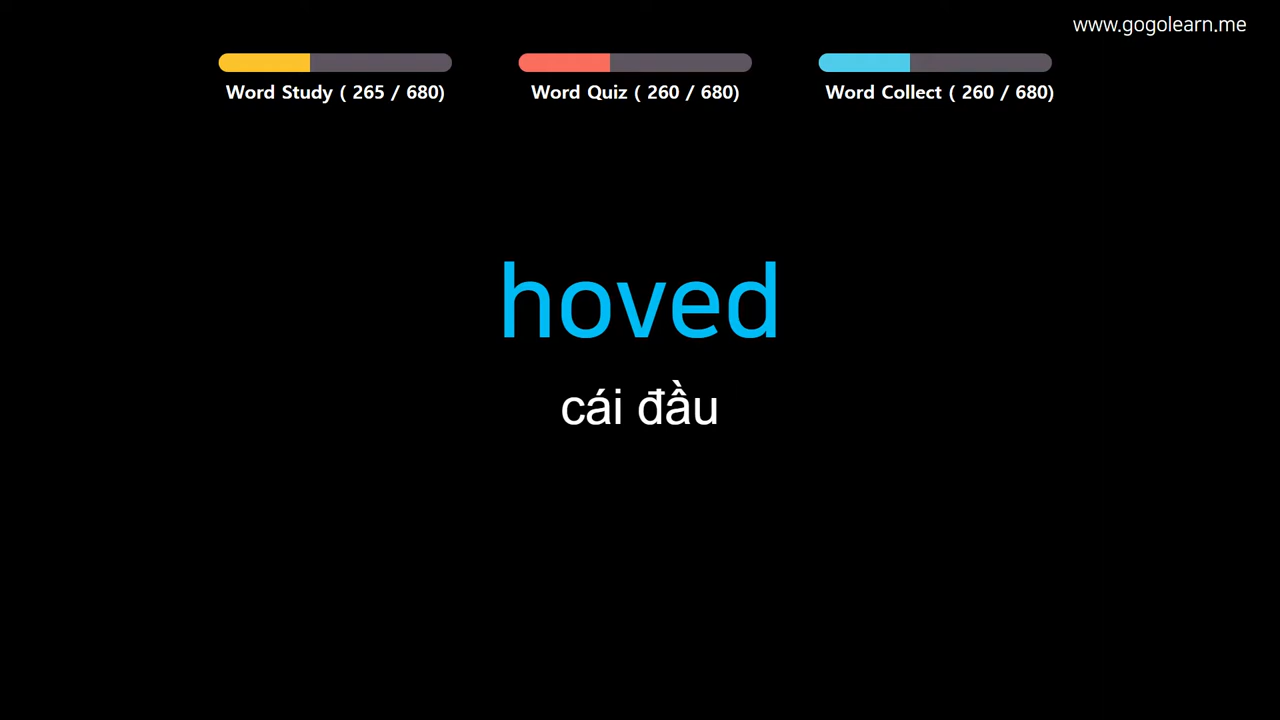 www.gogolearn.me
Word Study ( 265 / 680)
Word Quiz ( 260 / 680)
Word Collect ( 260 / 680)
hoved
cái đầu